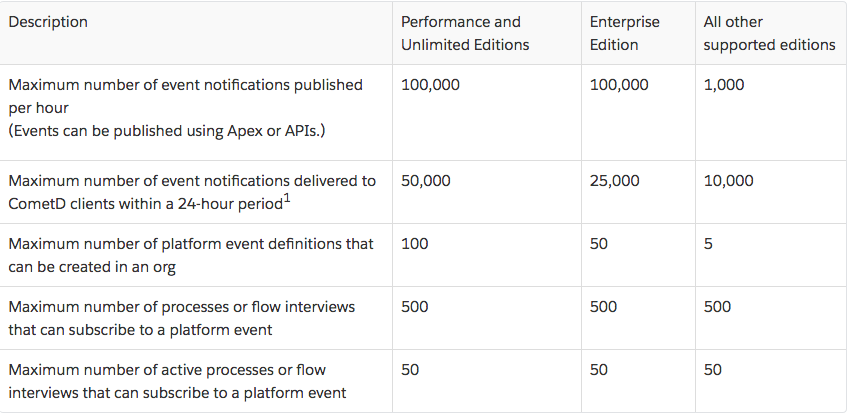 Description
Performance and
Unlimited Editions
Enterprise
Edition
All other
supported editions
Maximum number of event notifications published
per hour
(Events can be published using Apex or APIs.)
100,000
100,000
1,000
Maximum number of event notifications delivered to
CometD clients within a 24-hour period1
50,000
25,000
10,000
Maximum number of platform event definitions that
can be created in an org
100
50
5
Maximum number of processes or flow interviews
that can subscribe to a platform event
500
500
500
Maximum number of active processes or flow
interviews that can subscribe to a platform event
50
50
50